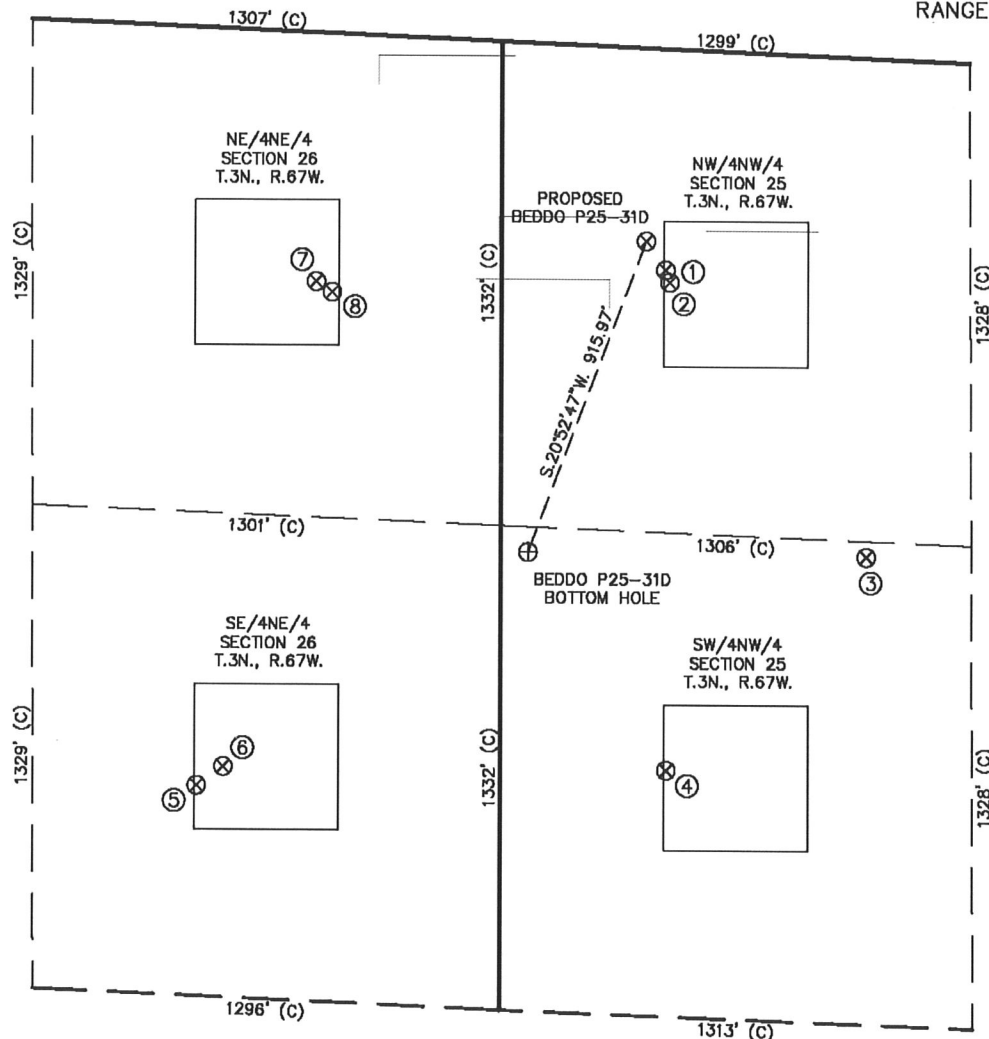 RANGE
1307' (C)
1299' (C)
NE/4NE/4
SECTION 26
T.3N., R.67W.
NW/4NW/4
SECTION 25
T.3N., R.67W.
PROPOSED
BEDDO P25-31D
1329' (C)
1332' (C)
1328' (C)
⑦
⑧
①
②
S.20°52'47"W. 915.97'
1301' (C)
1306' (C)
③
BEDDO P25-31D
BOTTOM HOLE
SE/4NE/4
SECTION 26
T.3N., R.67W.
SW/4NW/4
SECTION 25
T.3N., R.67W.
1329' (C)
1332' (C)
1328' (C)
⑥
⑤
④
1296' (C)
1313' (C)